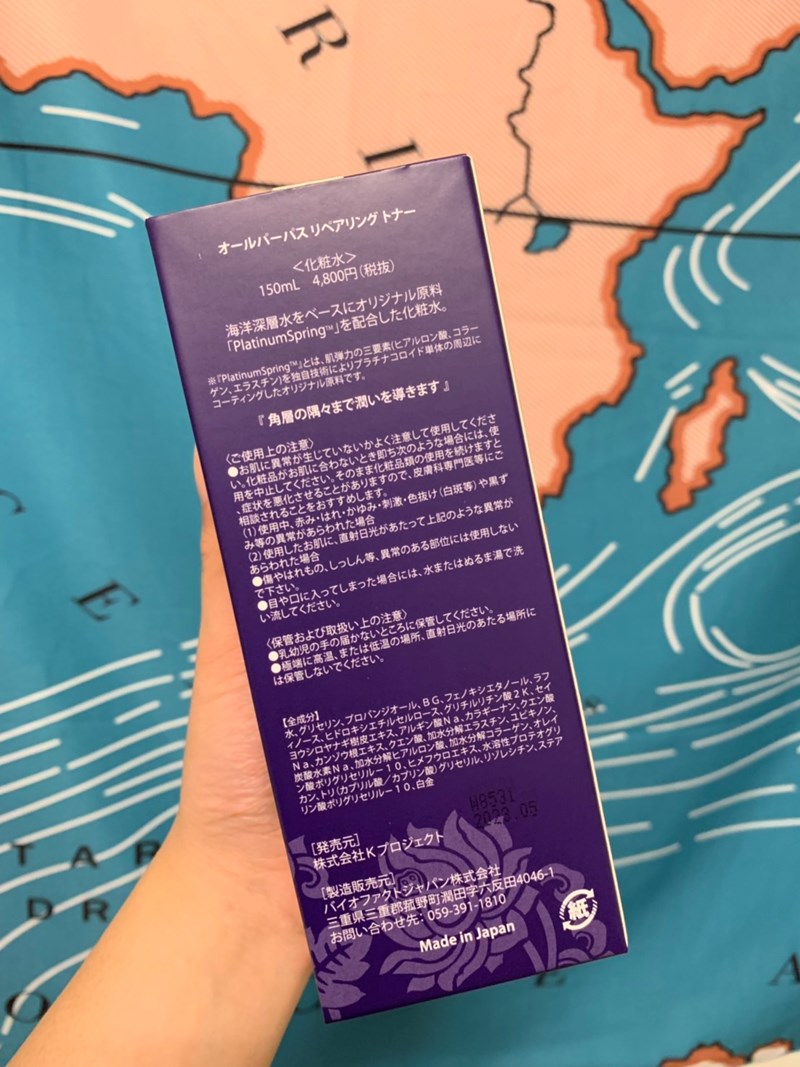 R
I
オールパーパス リペアリング トナー
＜化粧水＞
150mL 4,800円(税抜)
海洋深層水をベースにオリジナル原料
「PlatinumSpring™」を配合した化粧水。
※『PlatinumSpring™』とは、肌弾力の三要素(ヒアルロン酸、コラー
ゲン、エラスチン)を独自技術によりプラチナコロイド単体の周辺に
コーティングしたオリジナル原料です。
『 角層の隅々まで潤いを導きます 』
〈ご使用上の注意〉
●お肌に異常が生じていないかよく注意して使用してくださ
い。化粧品がお肌に合わないとき即ち次のような場合には、使
用を中止してください。そのまま化粧品類の使用を続けますと
、症状を悪化させることがありますので、皮膚科専門医等にご
相談されることをおすすめします。
(1) 使用中、赤み・はれ・かゆみ・刺激・色抜け(白斑等)や黒ず
み等の異常があらわれた場合
(2) 使用したお肌に、直射日光があたって上記のような異常が
あらわれた場合
●傷やはれもの、しっしん等、異常のある部位には使用しない
で下さい。
●目や口に入ってしまった場合には、水またはぬるま湯で洗
い流してください。
〈保管および取扱い上の注意〉
●乳幼児の手の届かないところに保管してください。
●極端に高温、または低温の場所、直射日光のあたる場所に
は保管しないでください。
【全成分】
水、グリセリン、プロパンジオール、BG、フェノキシエタノール、ラフ
ィノース、ヒドロキシエチルセルロース、グリチルリチン酸2K、セイ
ヨウシロヤナギ樹皮エキス、アルギン酸Na、カラギーナン、クエン酸
Na、カンゾウ根エキス、クエン酸、加水分解エラスチン、ユビキノン、
炭酸水素Na、加水分解ヒアルロン酸、加水分解コラーゲン、オレイ
ン酸ポリグリセリル－10、ヒメフウロエキス、水溶性プロテオグリ
カン、トリ(カプリル酸／カプリン酸)グリセリル、リゾレシチン、ステア
リン酸ポリグリセリル－10、白金
H8531
2023.05
[発売元]
株式会社Kプロジェクト
[製造販売元]
バイオファクトジャパン株式会社
三重県三重郡菰野町潤田字六反田4046-1
お問い合わせ先: 059-391-1810
Made in Japan
紙
C
E
TAR
DR
O
E
A